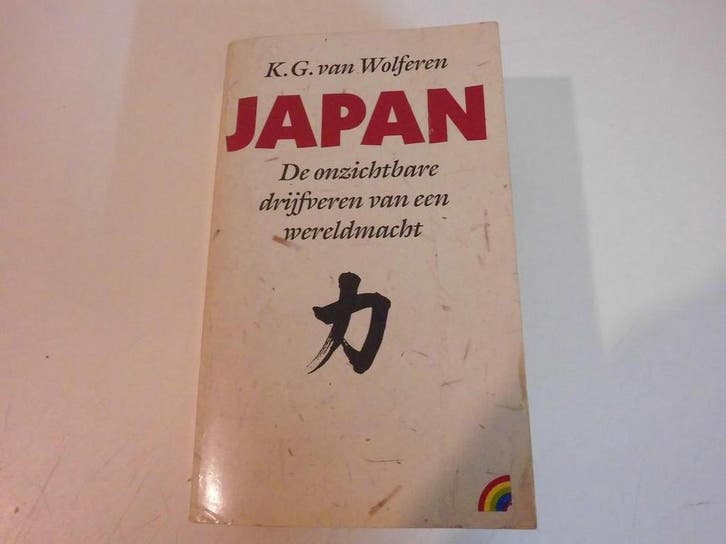 K.G. van Wolferen
JAPAN
De onzichtbare
drijfveren van een
wereldmacht
力